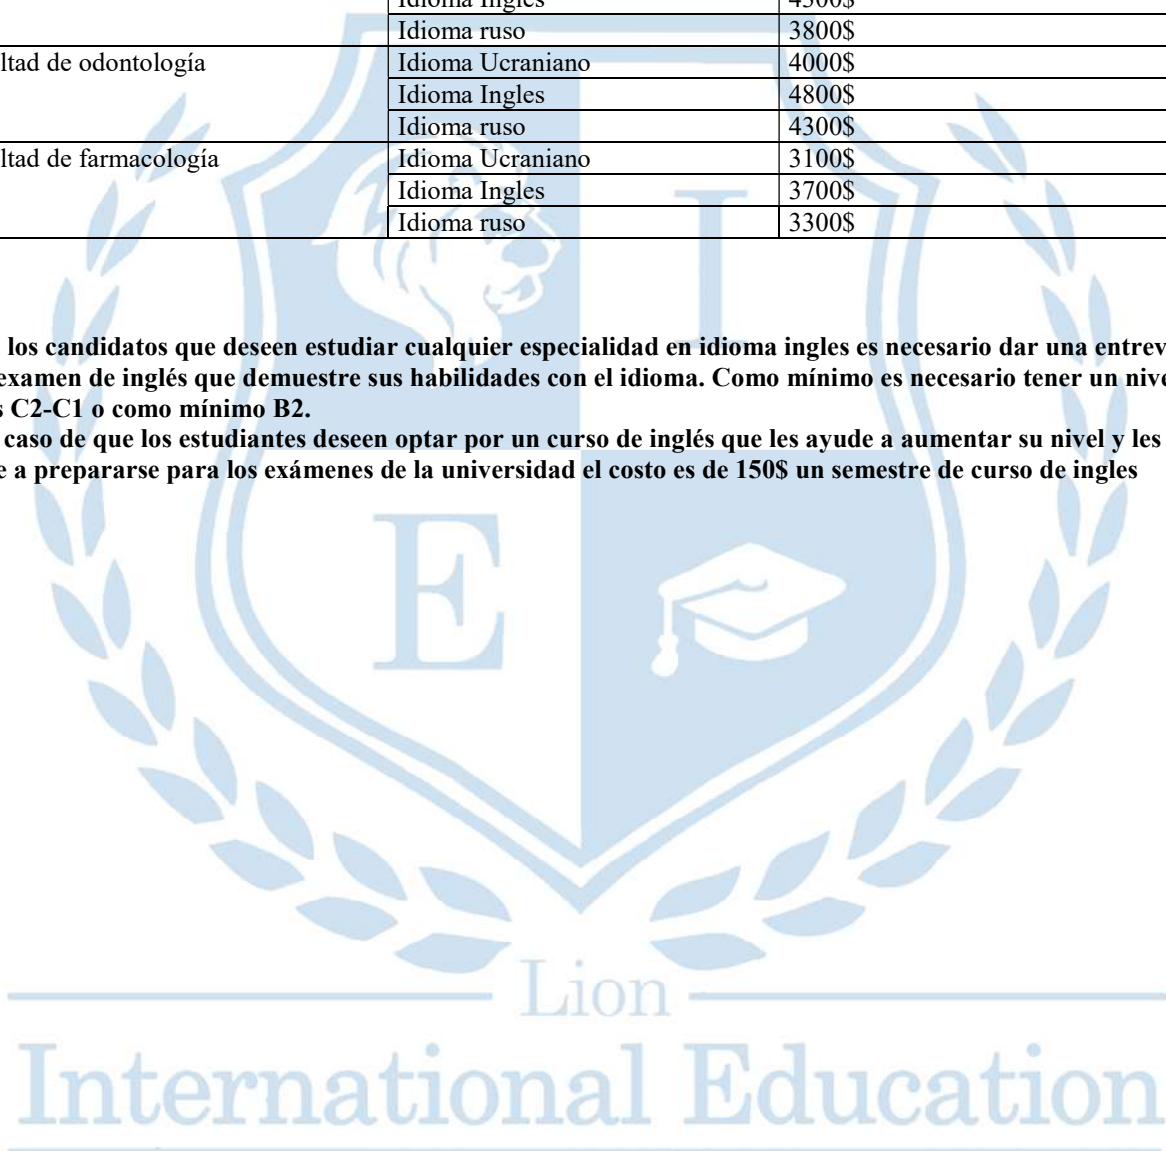 Idioma Ingles 4300$
Idioma ruso 3800$
ltad de odontología Idioma Ucraniano 4000$
Idioma Ingles 4800$
Idioma ruso 4300$
ltad de farmacología Idioma Ucraniano 3100$
Idioma Ingles 3700$
Idioma ruso 3300$
I
los candidatos que deseen estudiar cualquier especialidad en idioma ingles es necesario dar una entrev
examen de inglés que demuestre sus habilidades con el idioma. Como mínimo es necesario tener un nive
s C2-C1 o como mínimo B2.
caso de que los estudiantes deseen optar por un curso de inglés que les ayude a aumentar su nivel y les
e a prepararse para los exámenes de la universidad el costo es de 150$ un semestre de curso de ingles
E
Lion
International Education